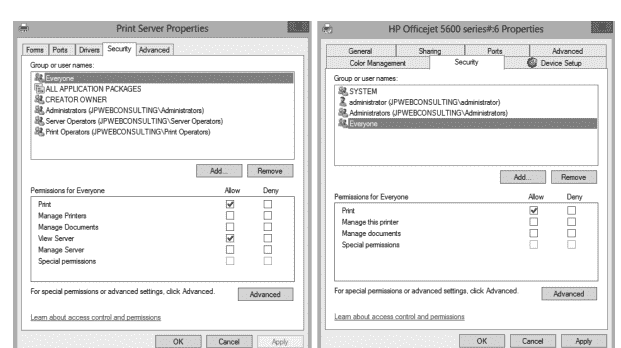 Print Server Properties
Forms Ports Drivers Security Advanced
Group or user names:
Everyone
ALL APPLICATION PACKAGES
CREATOR OWNER
Administrators (JPWEBCONSULTING\Administrators)
Server Operators (JPWEBCONSULTING\Server Operators)
Print Operators (JPWEBCONSULTING\Print Operators)
Add... Remove
Permissions for Everyone Allow Deny
Print
Manage Printers
Manage Documents
View Server
Manage Server
Special permissions
For special permissions or advanced settings, click Advanced. Advanced
Learn about access control and permissions
OK Cancel Apply
HP Officejet 5600 series#:6 Properties
General Sharing Ports Advanced
Color Management Security Device Setup
Group or user names:
SYSTEM
administrator (JPWEBCONSULTING\administrator)
Administrators (JPWEBCONSULTING\Administrators)
Everyone
Add... Remove
Permissions for Everyone Allow Deny
Print
Manage this printer
Manage documents
Special permissions
For special permissions or advanced settings, click Advanced. Advanced
Learn about access control and permissions
OK Cancel Apply